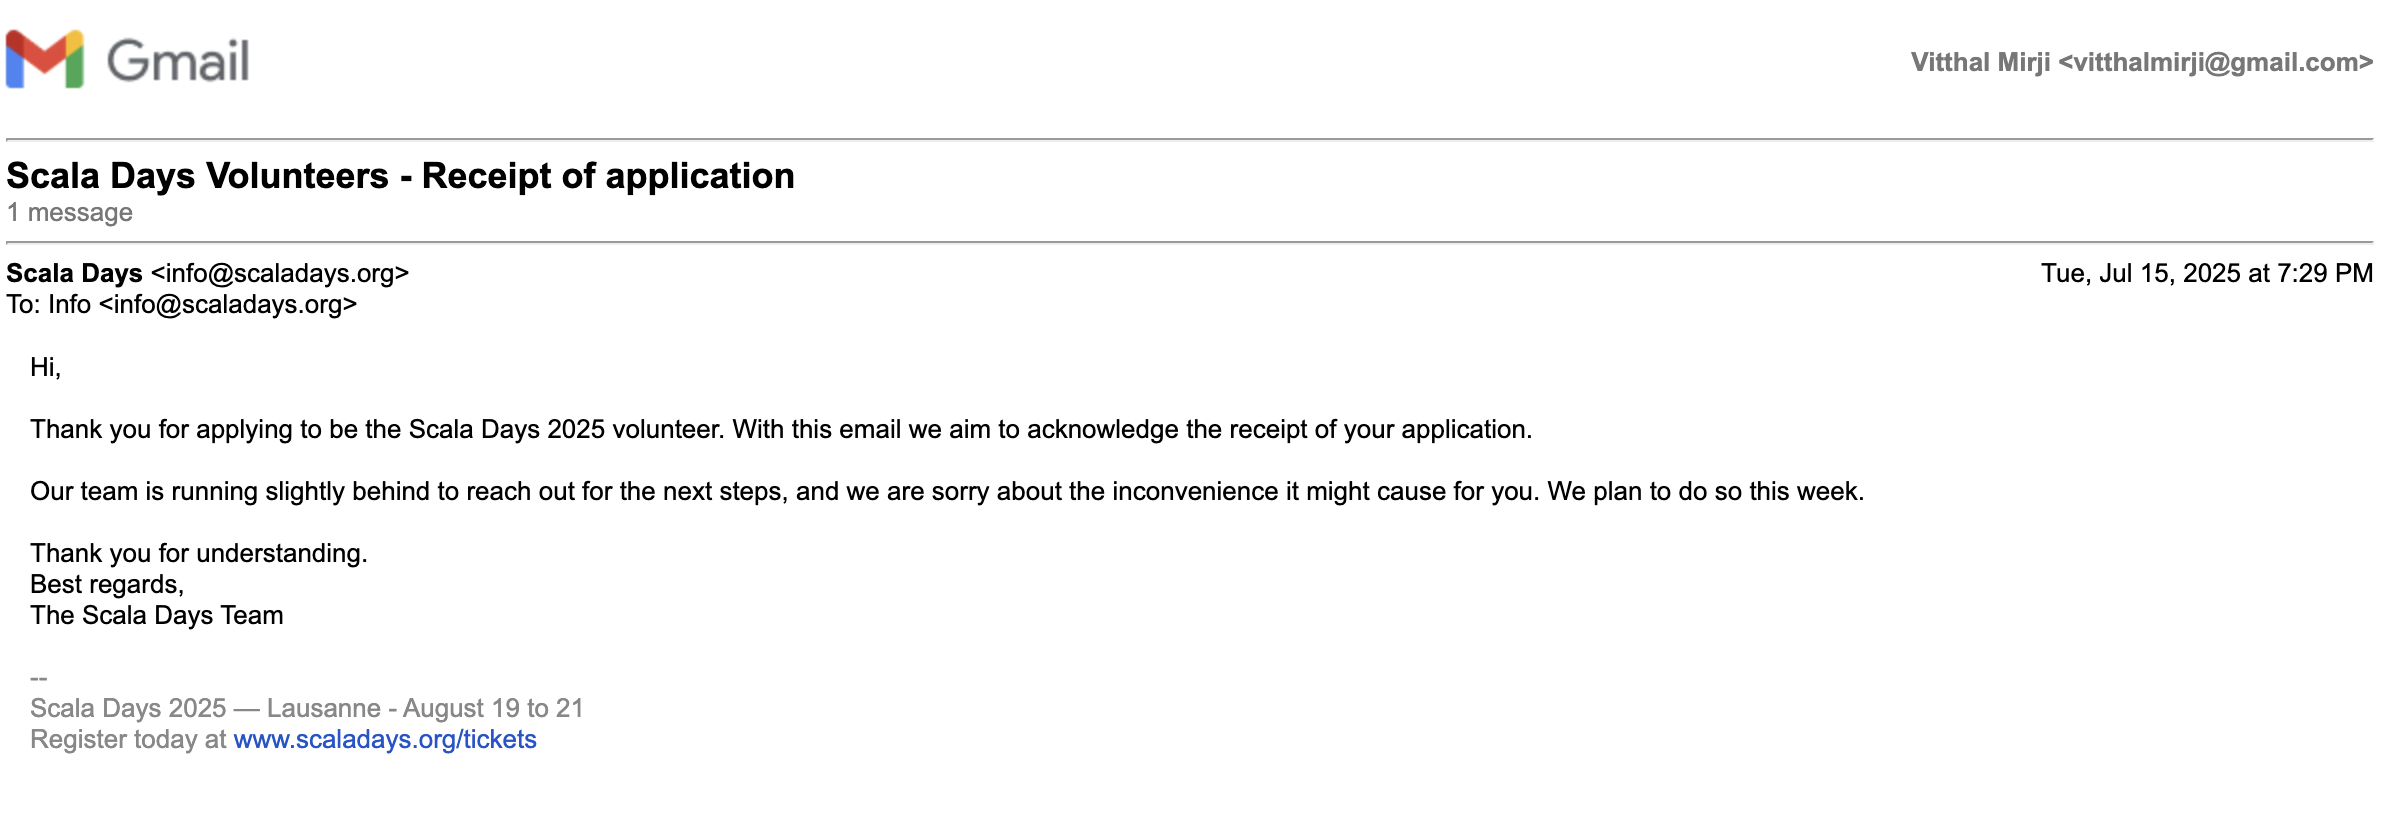 Gmail
Vitthal Mirji <vitthalmirji@gmail.com>
Scala Days Volunteers - Receipt of application
1 message
Scala Days <info@scaladays.org>
Tue, Jul 15, 2025 at 7:29 PM
To: Info <info@scaladays.org>
Hi,
Thank you for applying to be the Scala Days 2025 volunteer. With this email we aim to acknowledge the receipt of your application.
Our team is running slightly behind to reach out for the next steps, and we are sorry about the inconvenience it might cause for you. We plan to do so this week.
Thank you for understanding.
Best regards,
The Scala Days Team
--
Scala Days 2025 — Lausanne - August 19 to 21
Register today at www.scaladays.org/tickets